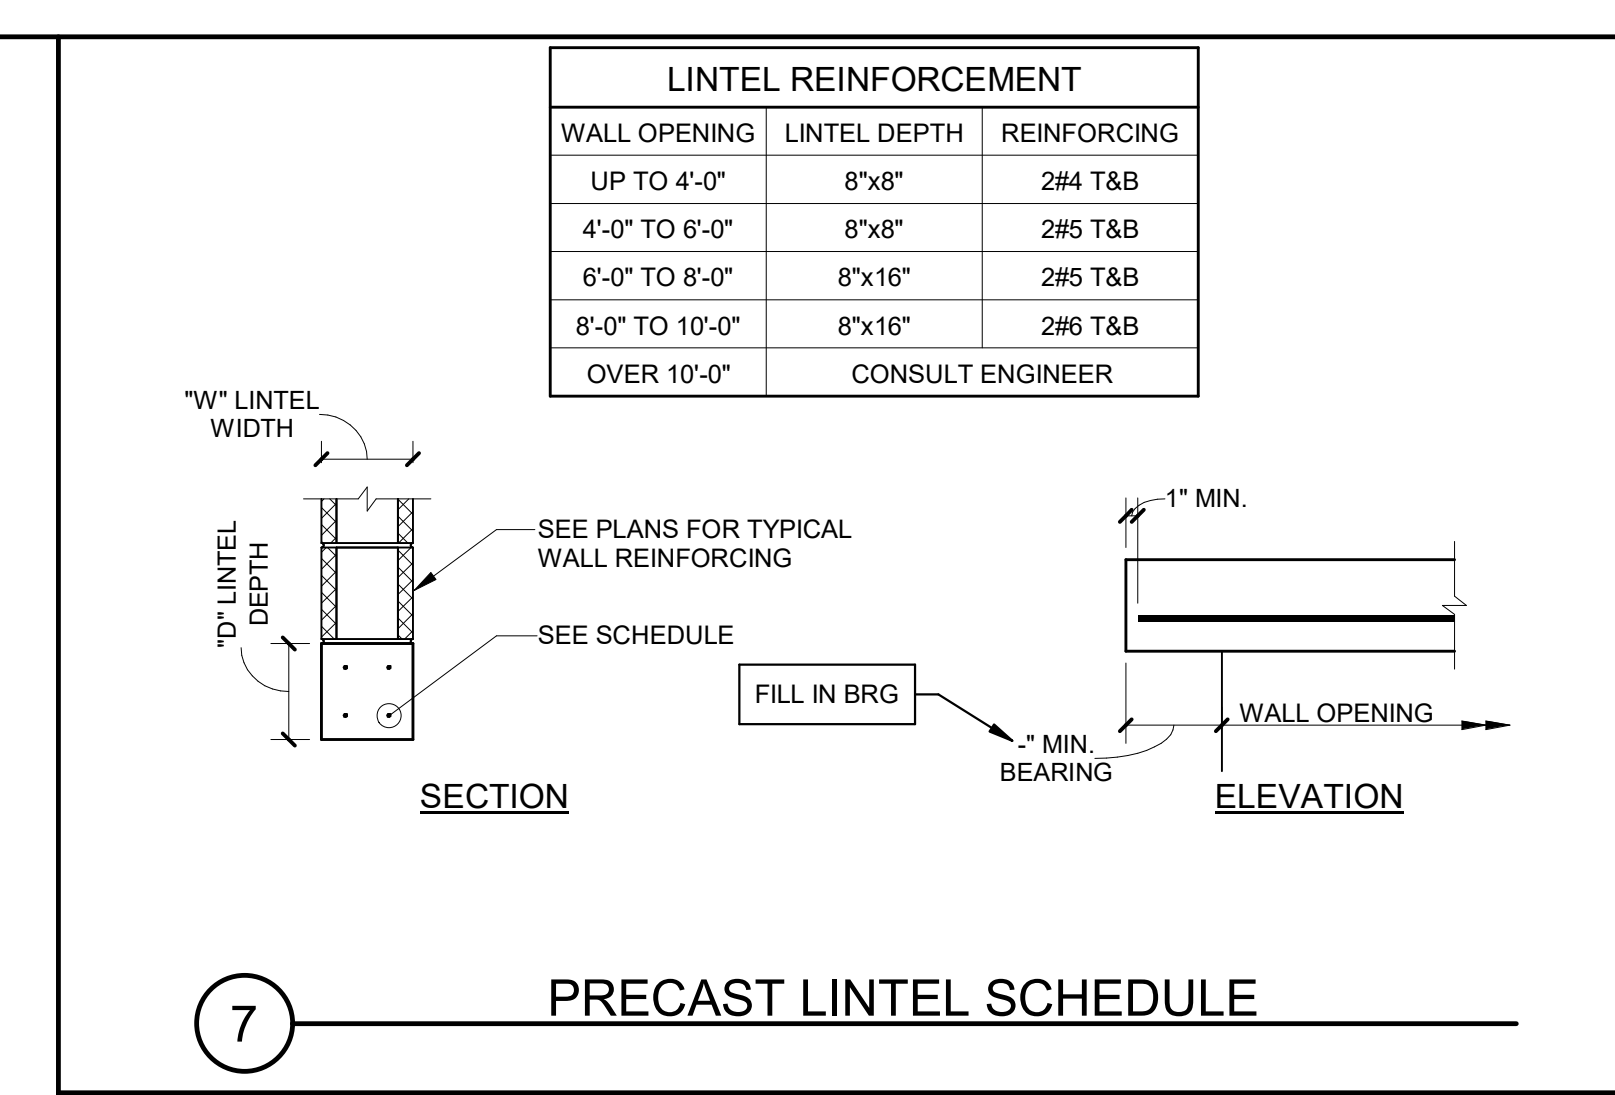 LINTEL REINFORCEMENT
WALL OPENING LINTEL DEPTH REINFORCING
UP TO 4'-0" 8"x8" 2#4 T&B
4'-0" TO 6'-0" 8"x8" 2#5 T&B
6'-0" TO 8'-0" 8"x16" 2#5 T&B
8'-0" TO 10'-0" 8"x16" 2#6 T&B
OVER 10'-0" CONSULT ENGINEER
"W" LINTEL
WIDTH
"D" LINTEL
DEPTH
SEE PLANS FOR TYPICAL
WALL REINFORCING
SEE SCHEDULE
SECTION
1" MIN.
FILL IN BRG
-" MIN.
BEARING
WALL OPENING
ELEVATION
7
PRECAST LINTEL SCHEDULE